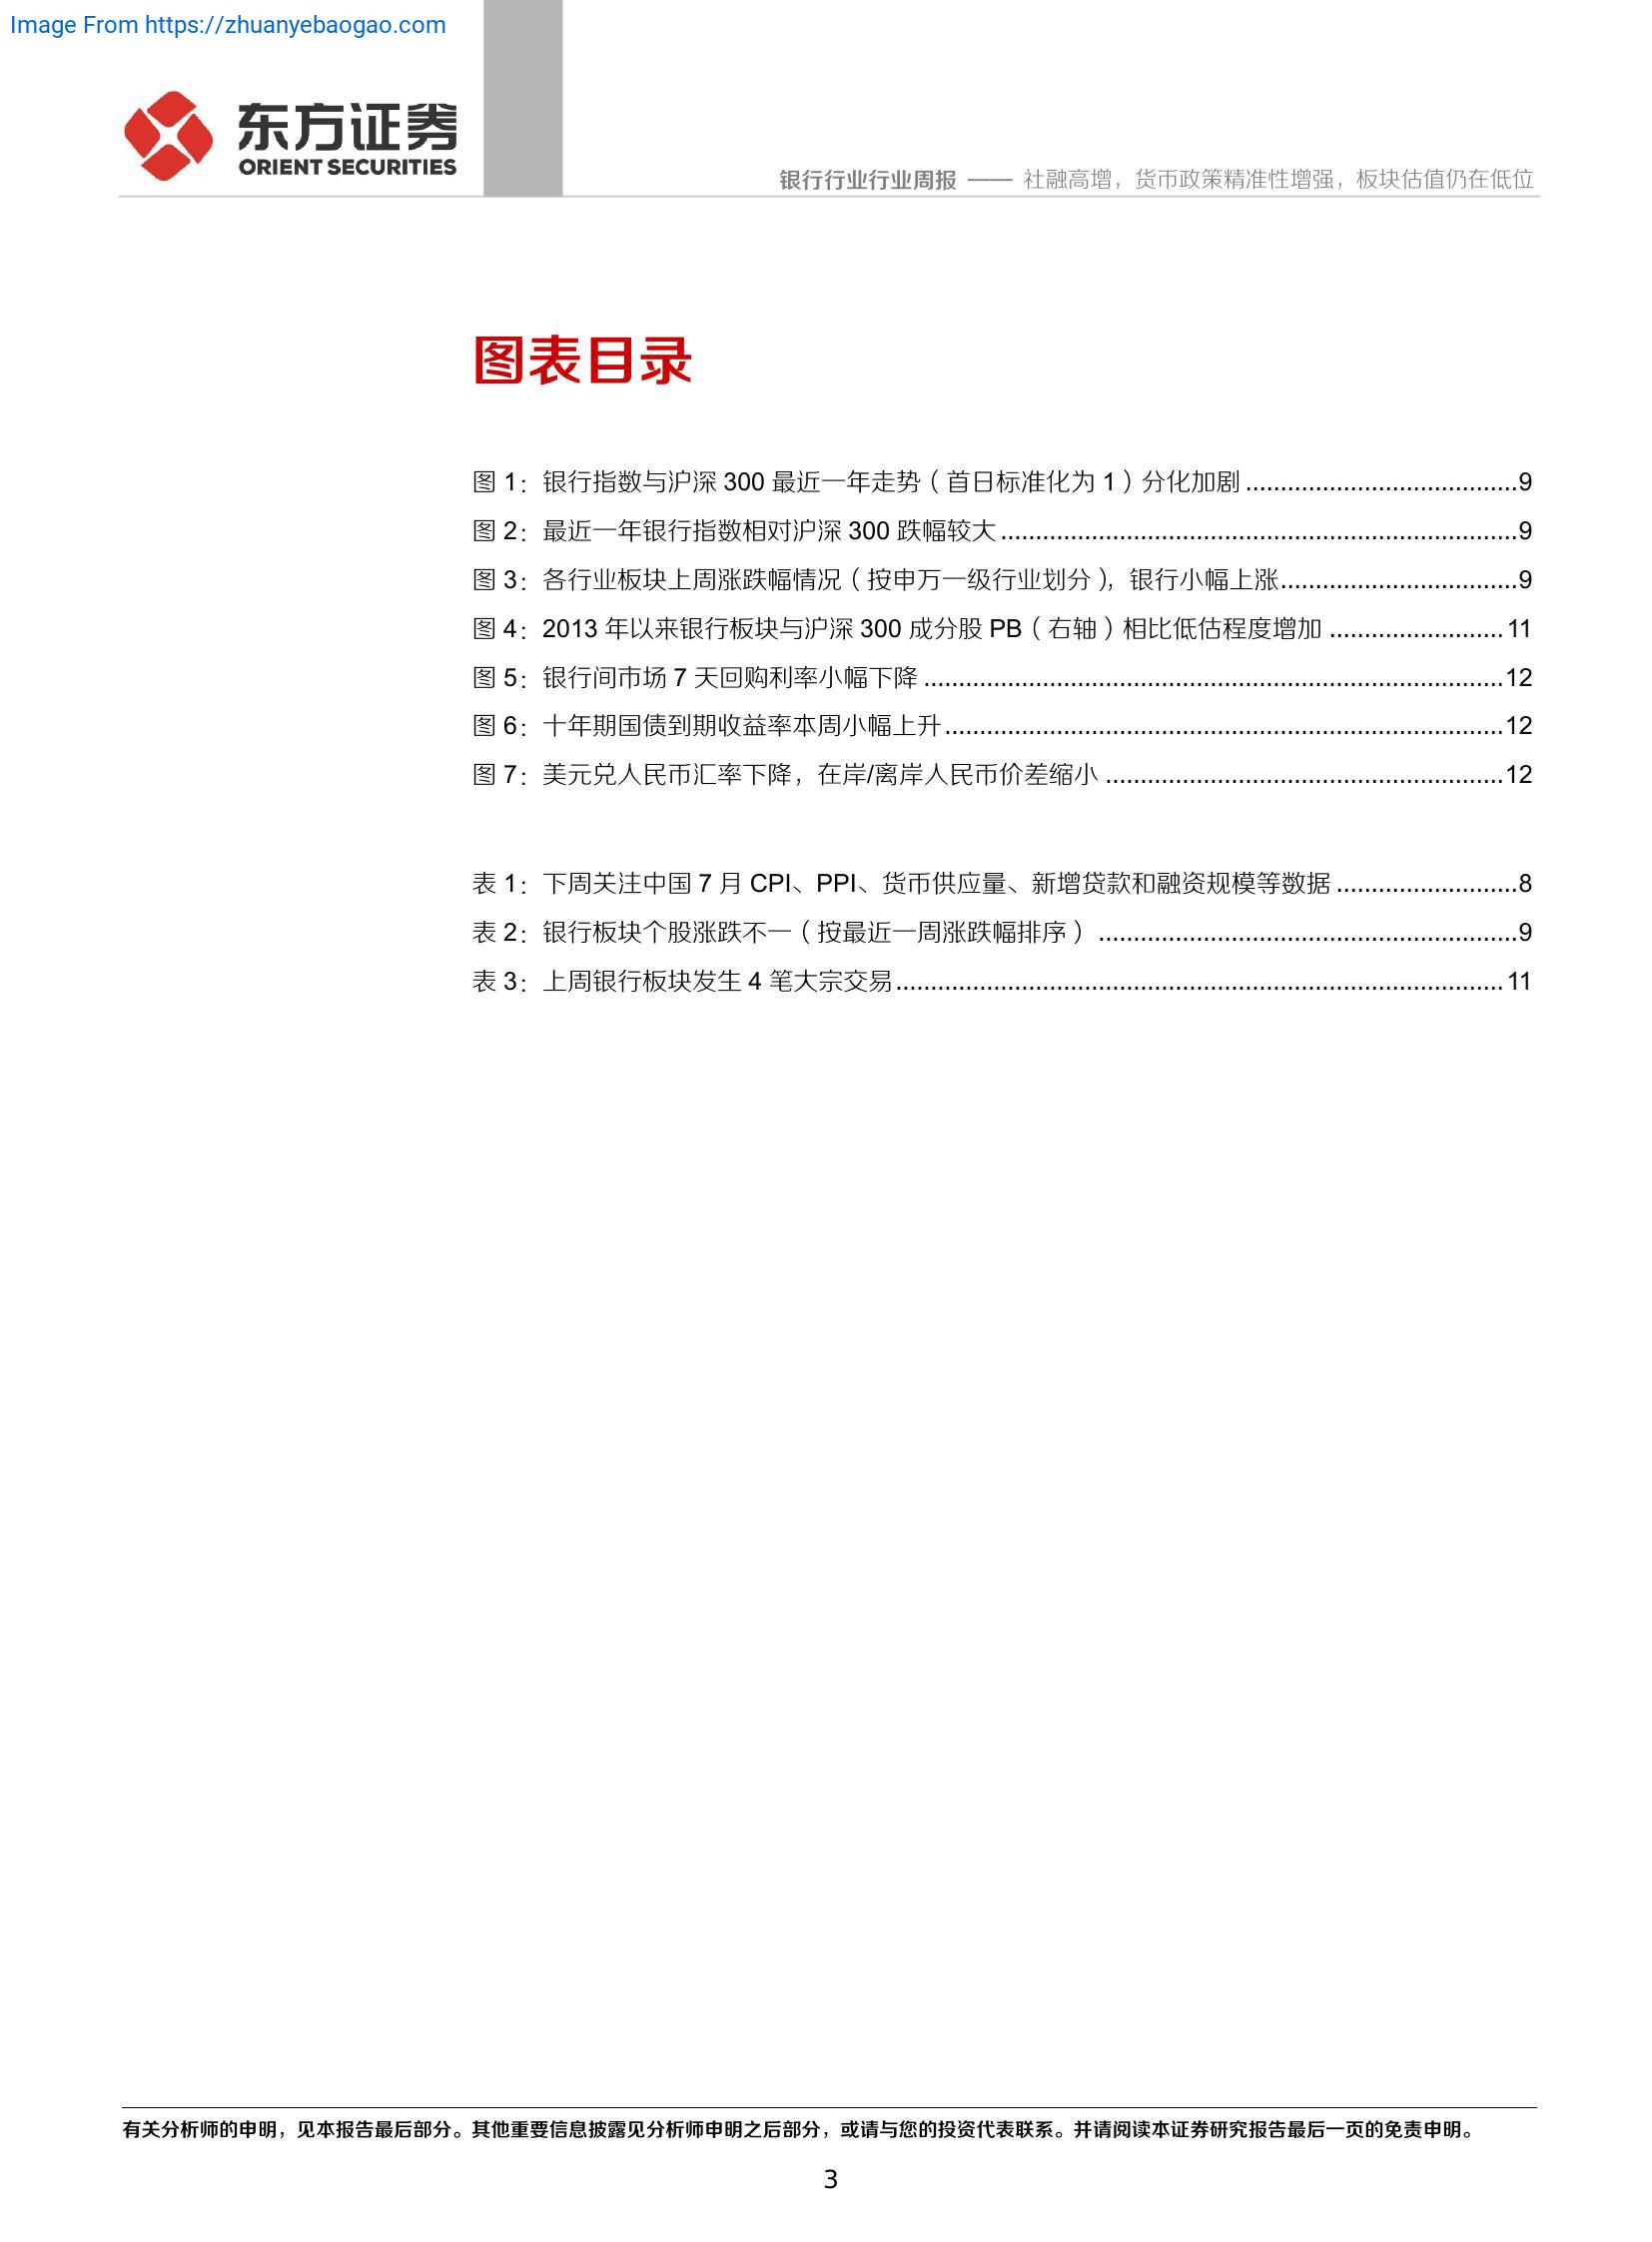 Image From https://zhuanyebaogao.com
东方证券
ORIENT SECURITIES
银行行业行业周报 —— 社融高增，货币政策精准性增强，板块估值仍在低位
图表目录
图 1：银行指数与沪深 300 最近一年走势（首日标准化为 1）分化加剧.......................................9
图 2：最近一年银行指数相对沪深 300 跌幅较大..........................................................................9
图 3：各行业板块上周涨跌幅情况（按申万一级行业划分），银行小幅上涨..................................9
图 4：2013 年以来银行板块与沪深 300 成分股 PB（右轴）相比低估程度增加.........................11
图 5：银行间市场 7 天回购利率小幅下降...................................................................................12
图 6：十年期国债到期收益率本周小幅上升................................................................................12
图 7：美元兑人民币汇率下降，在岸/离岸人民币价差缩小.........................................................12
表 1：下周关注中国 7 月 CPI、PPI、货币供应量、新增贷款和融资规模等数据..........................8
表 2：银行板块个股涨跌不一（按最近一周涨跌幅排序）............................................................9
表 3：上周银行板块发生 4 笔大宗交易.......................................................................................11
有关分析师的申明，见本报告最后部分。其他重要信息披露见分析师申明之后部分，或请与您的投资代表联系。并请阅读本证券研究报告最后一页的免责申明。
3